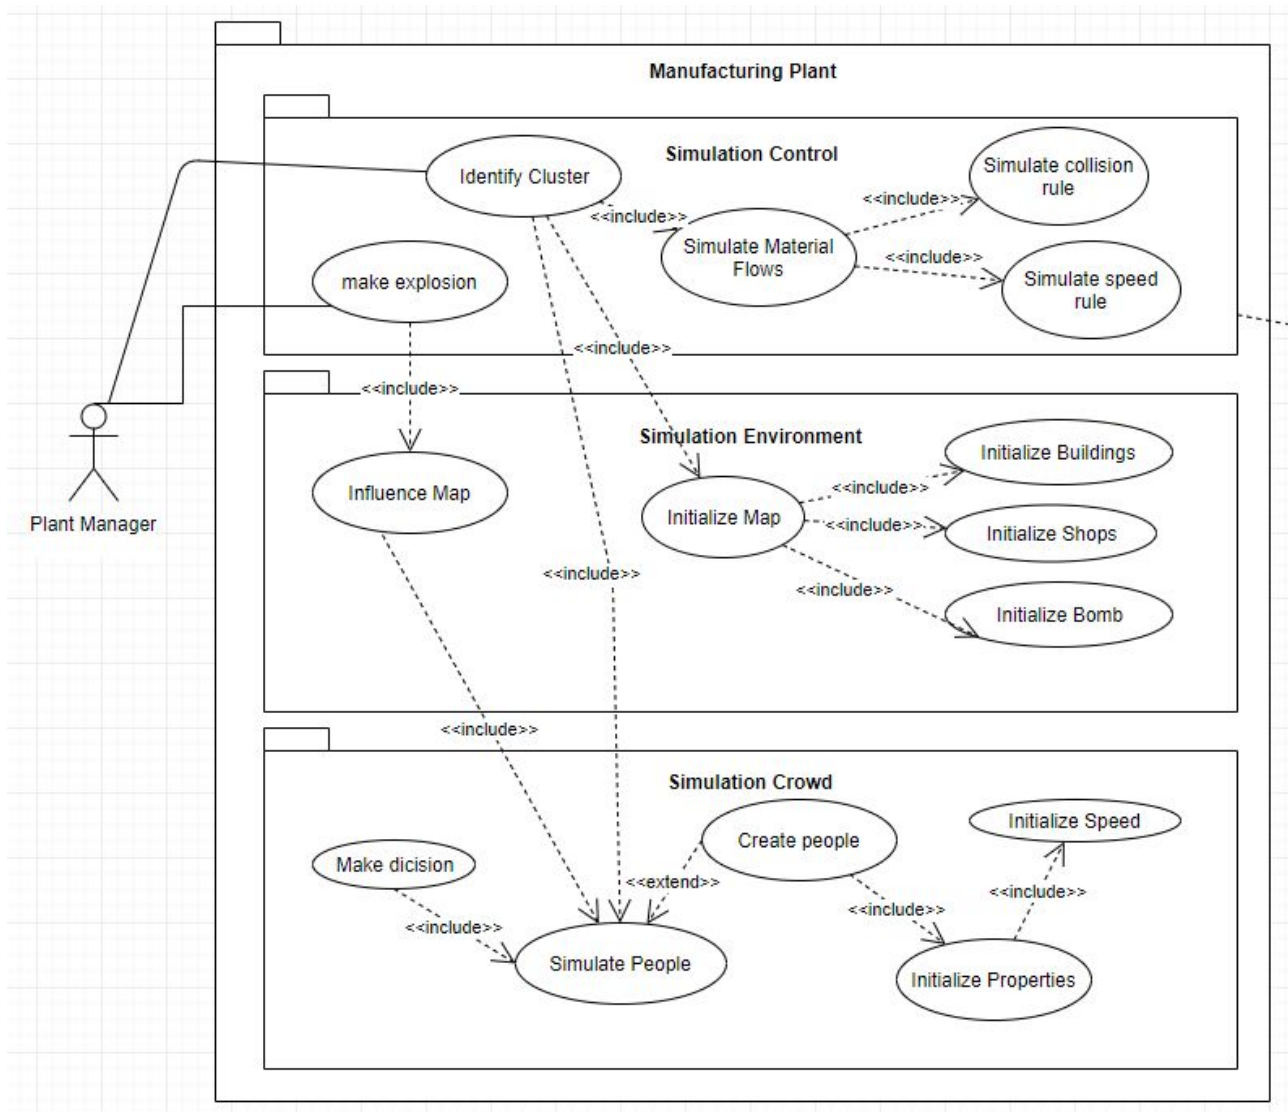 Manufacturing Plant
Simulation Control
Identify Cluster
Simulate collision
rule
<<include>>
<<include>>
Simulate Material
Flows
<<include>>
Simulate speed
rule
make explosion
<<include>>
<<include>>
Simulation Environment
Initialize Buildings
<<include>>
Influence Map
Initialize Map
<<include>>
Initialize Shops
Plant Manager
<<include>>
<<include>>
Initialize Bomb
<<include>>
Simulation Crowd
Initialize Speed
Create people
Make dicision
<<extend>>
<<include>>
<<include>>
<<include>>
Simulate People
Initialize Properties